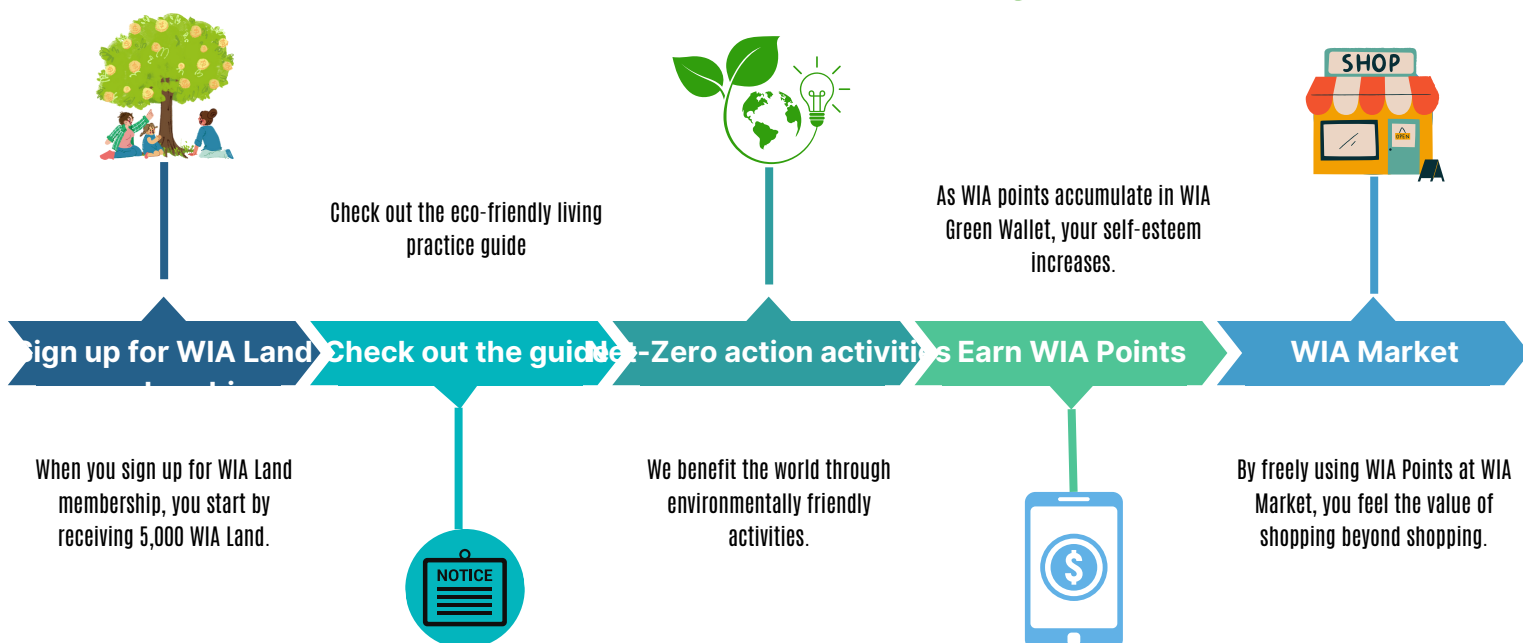 SHOP
OPEN
Check out the eco-friendly living
practice guide
As WIA points accumulate in WIA
Green Wallet, your self-esteem
increases.
Sign up for WIA Land
Check out the guide
Net-Zero action activities
Earn WIA Points
WIA Market
When you sign up for WIA Land
membership, you start by
receiving 5,000 WIA Land.
We benefit the world through
environmentally friendly
activities.
By freely using WIA Points at WIA
Market, you feel the value of
shopping beyond shopping.
NOTICE
$